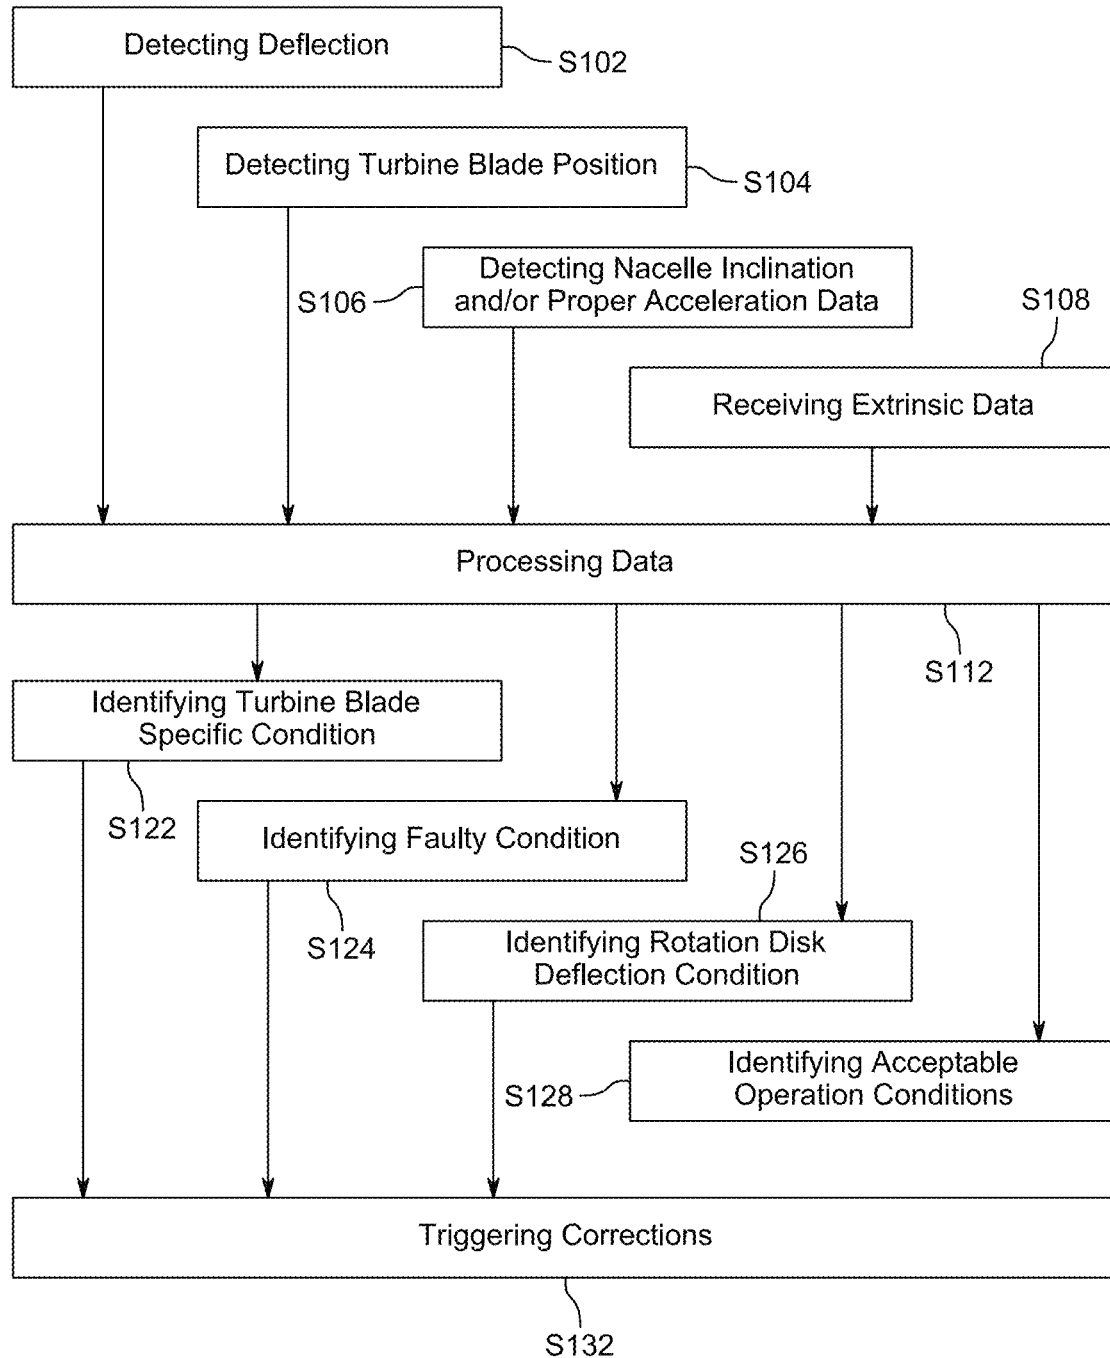 Detecting Deflection
S102
Detecting Turbine Blade Position
S104
Detecting Nacelle Inclination
and/or Proper Acceleration Data
S106
S108
Receiving Extrinsic Data
Processing Data
S112
Identifying Turbine Blade
Specific Condition
S122
Identifying Faulty Condition
S124
S126
Identifying Rotation Disk
Deflection Condition
Identifying Acceptable
Operation Conditions
S128
Triggering Corrections
S132